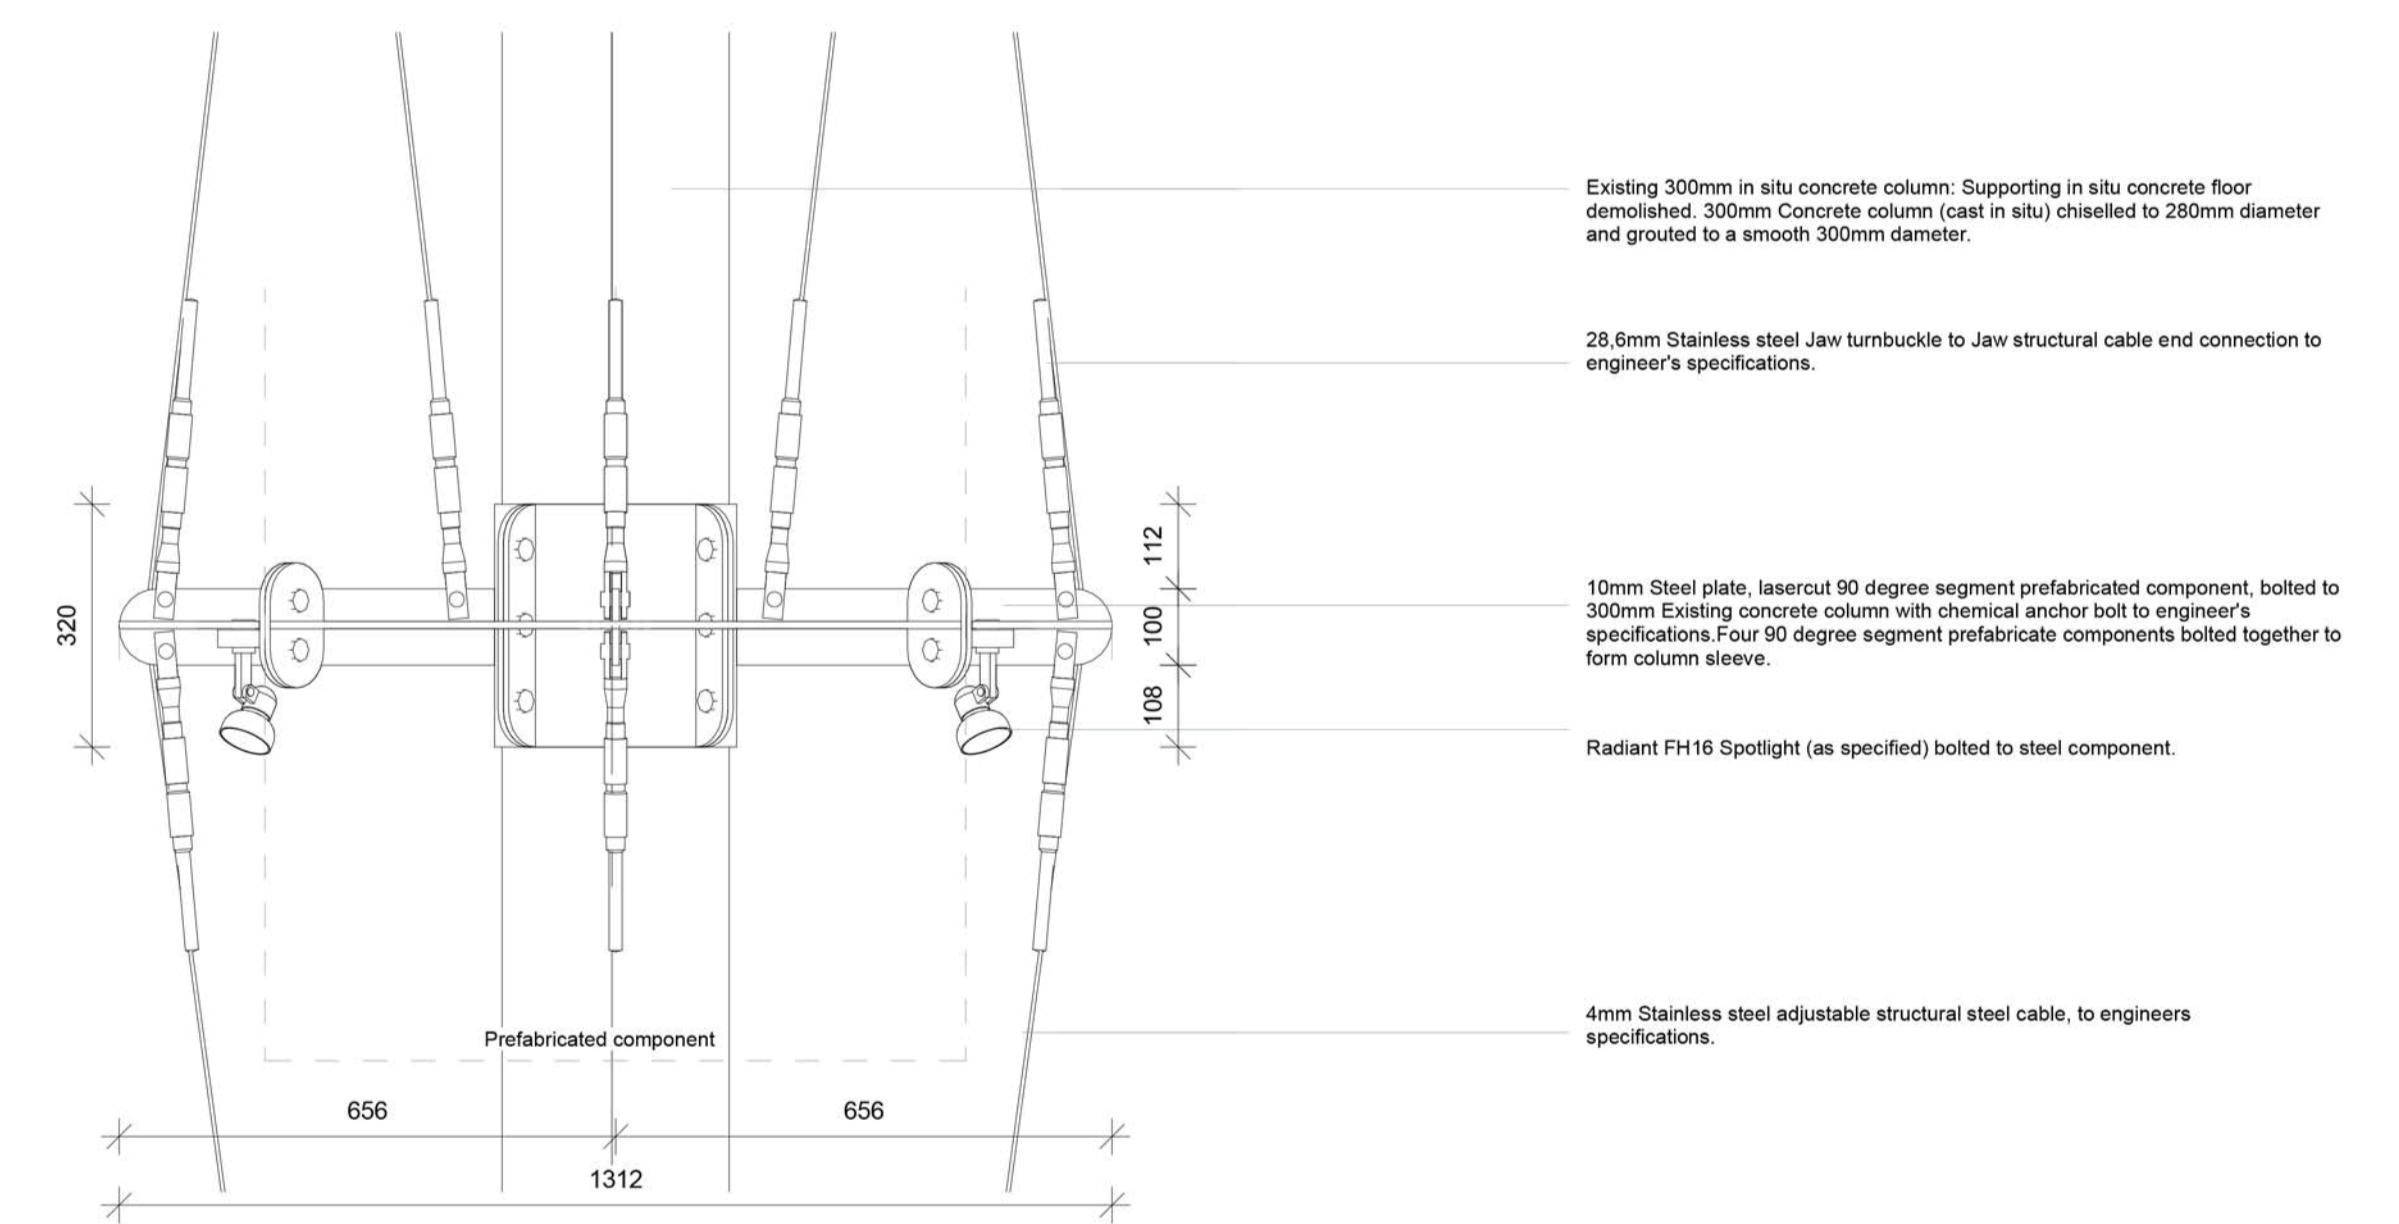 Existing 300mm in situ concrete column: Supporting in situ concrete floor
demolished. 300mm Concrete column (cast in situ) chiselled to 280mm diameter
and grouted to a smooth 300mm dameter.
28,6mm Stainless steel Jaw turnbuckle to Jaw structural cable end connection to
engineer's specifications.
112
100
108
320
10mm Steel plate, lasercut 90 degree segment prefabricated component, bolted to
300mm Existing concrete column with chemical anchor bolt to engineer's
specifications.Four 90 degree segment prefabricate components bolted together to
form column sleeve.
Radiant FH16 Spotlight (as specified) bolted to steel component.
4mm Stainless steel adjustable structural steel cable, to engineers
specifications.
Prefabricated component
656
656
1312